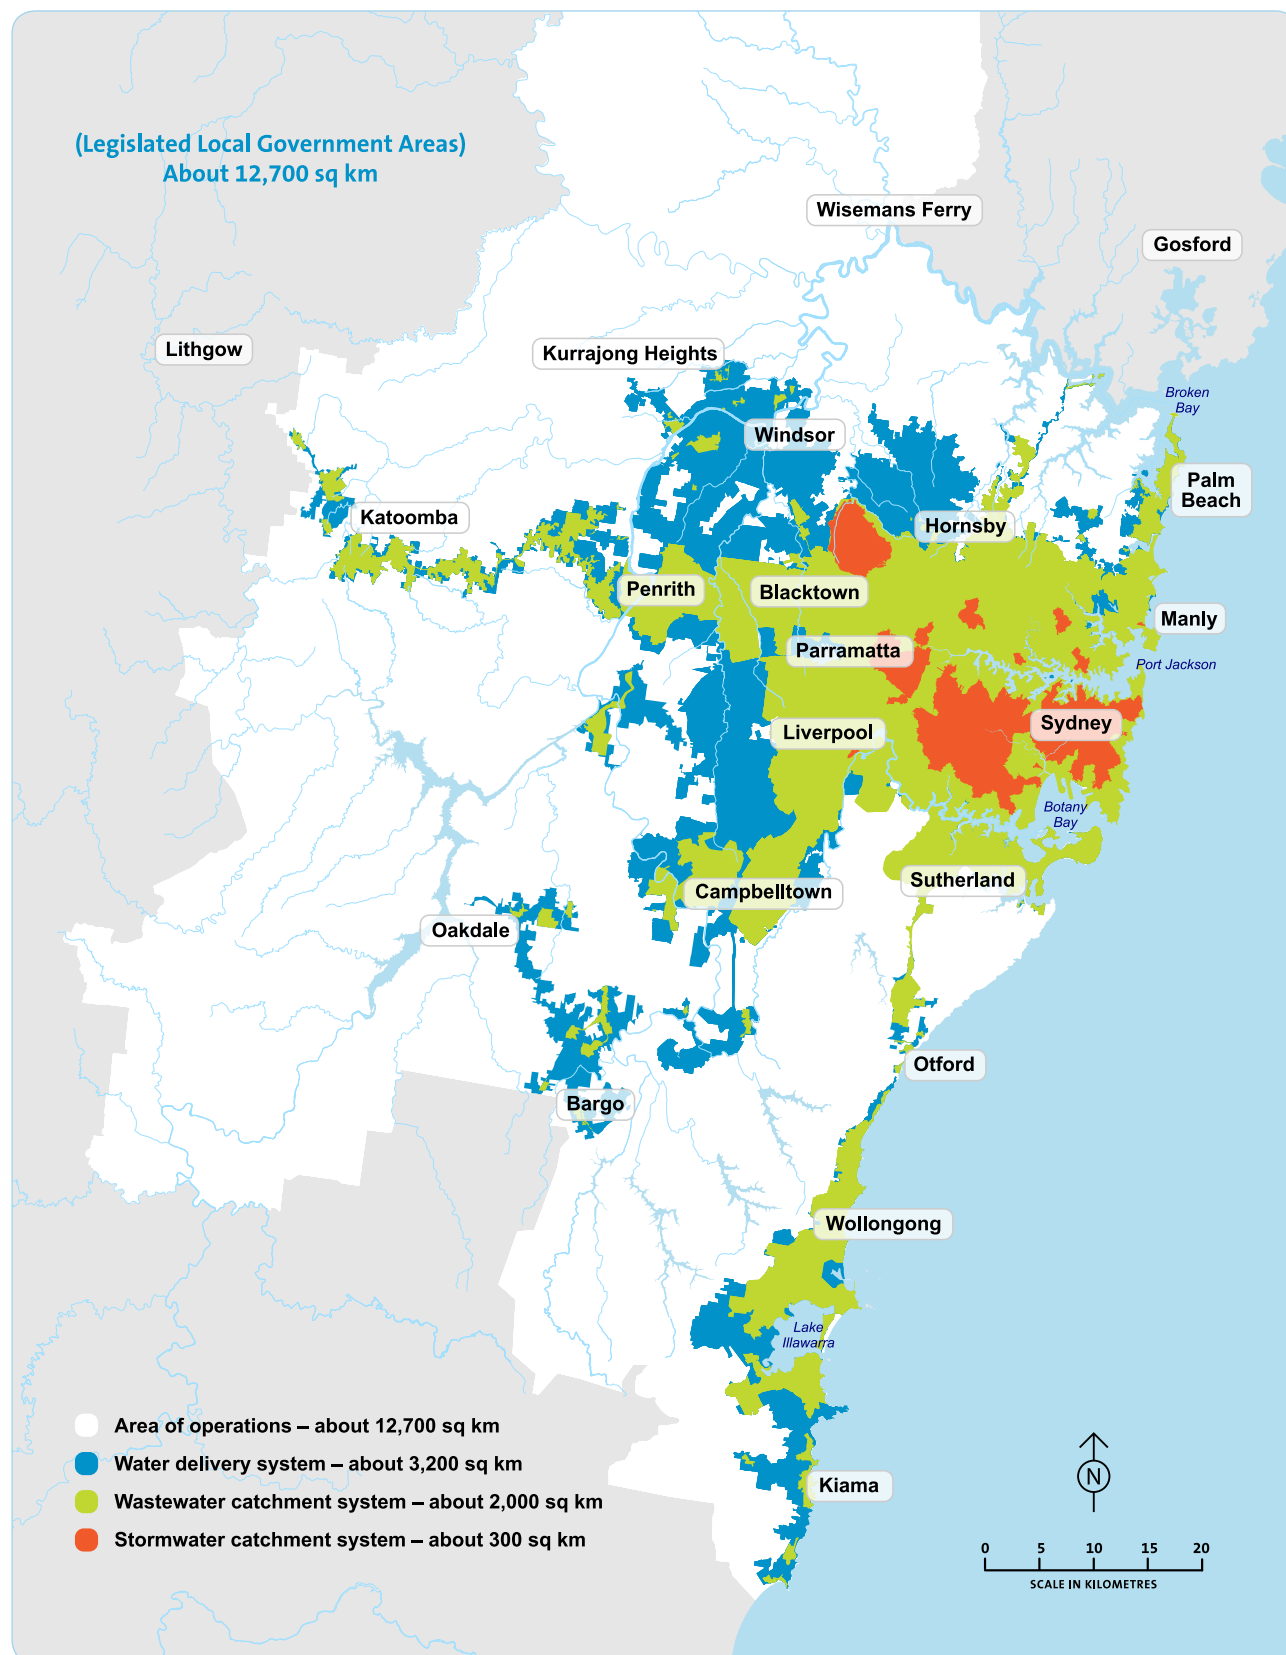 (Legislated Local Government Areas)
About 12,700 sq km
Wisemans Ferry
Gosford
Lithgow
Kurrajong Heights
Broken
Bay
Windsor
Palm
Beach
Katoomba
Hornsby
Penrith
Blacktown
Manly
Parramatta
Port Jackson
Sydney
Liverpool
Botany
Bay
Sutherland
Campbelltown
Oakdale
Otford
Bargo
Wollongong
Lake
Illawarra
Area of operations – about 12,700 sq km
Water delivery system – about 3,200 sq km
Wastewater catchment system – about 2,000 sq km
Stormwater catchment system – about 300 sq km
Kiama
N
0 5 10 15 20
SCALE IN KILOMETRES